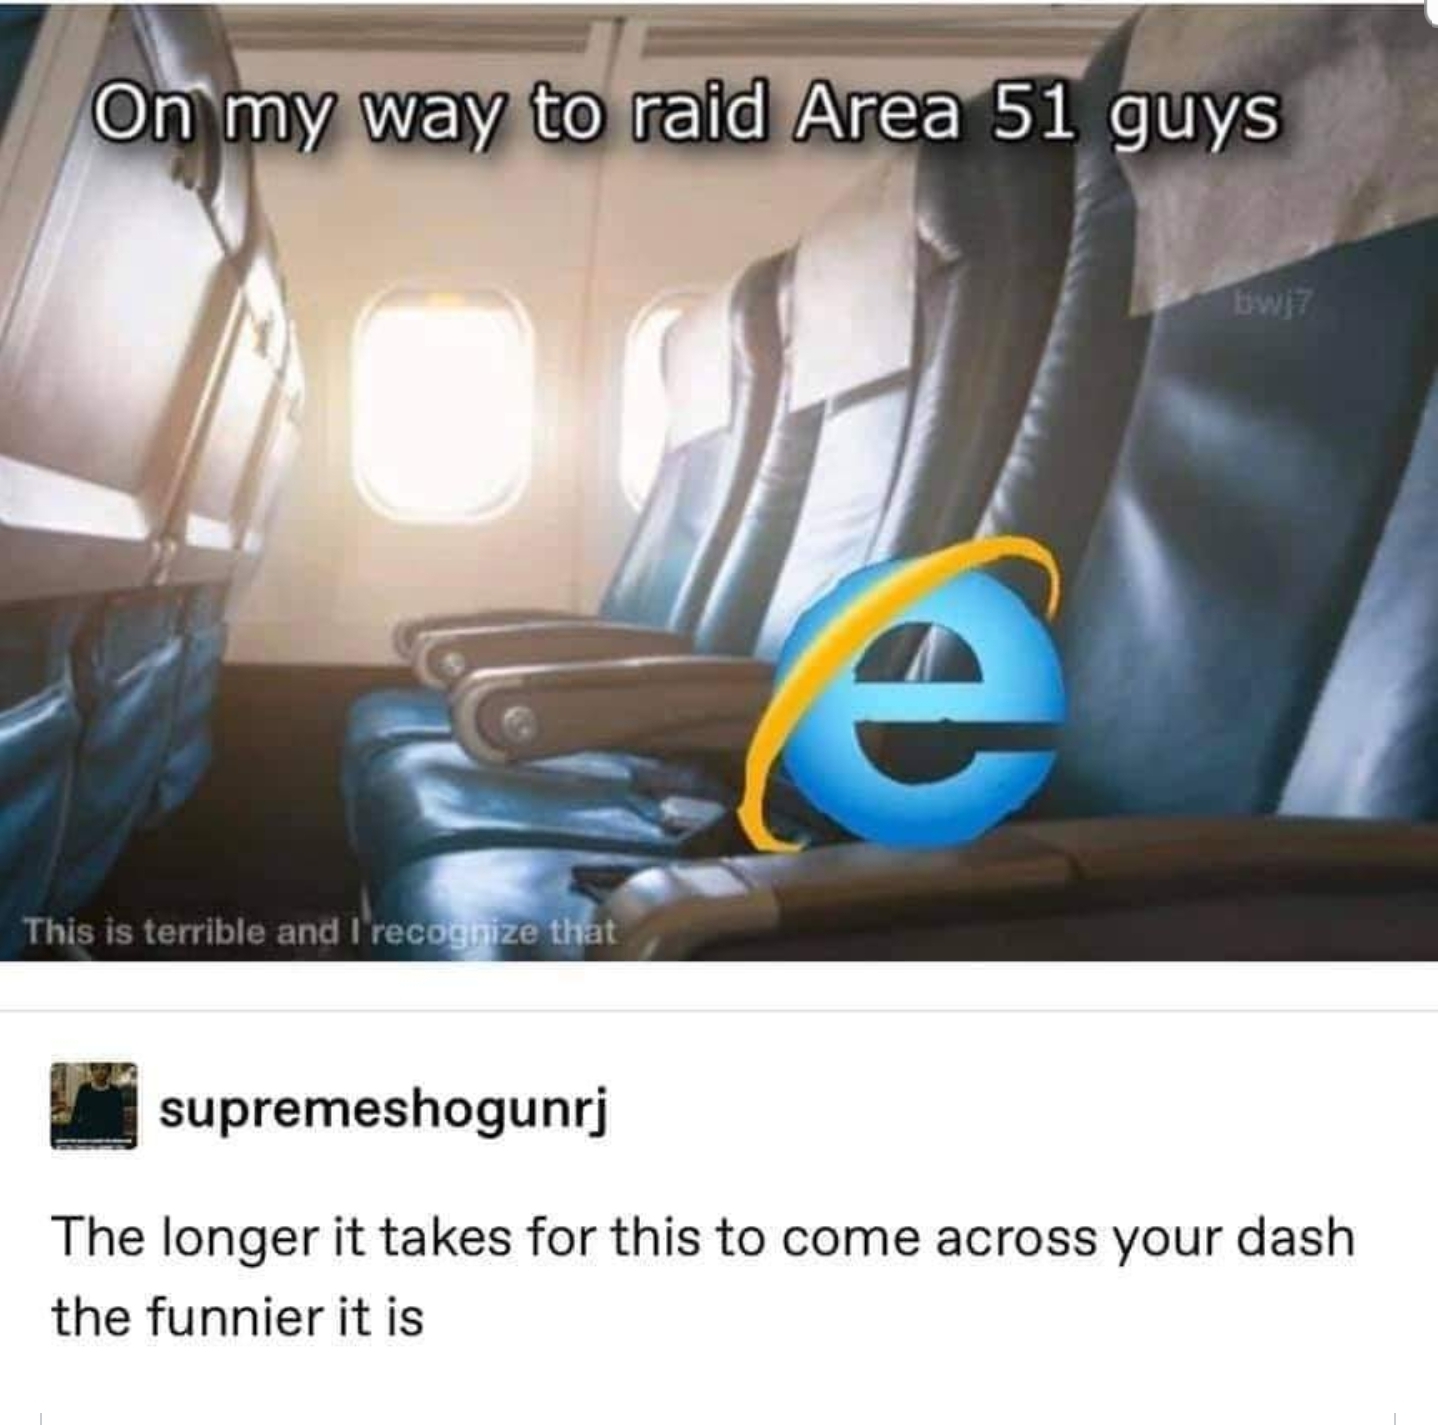 On my way to raid Area 51 guys
bwj7
This is terrible and I recognize that
supremeshogunrj
The longer it takes for this to come across your dash
the funnier it is